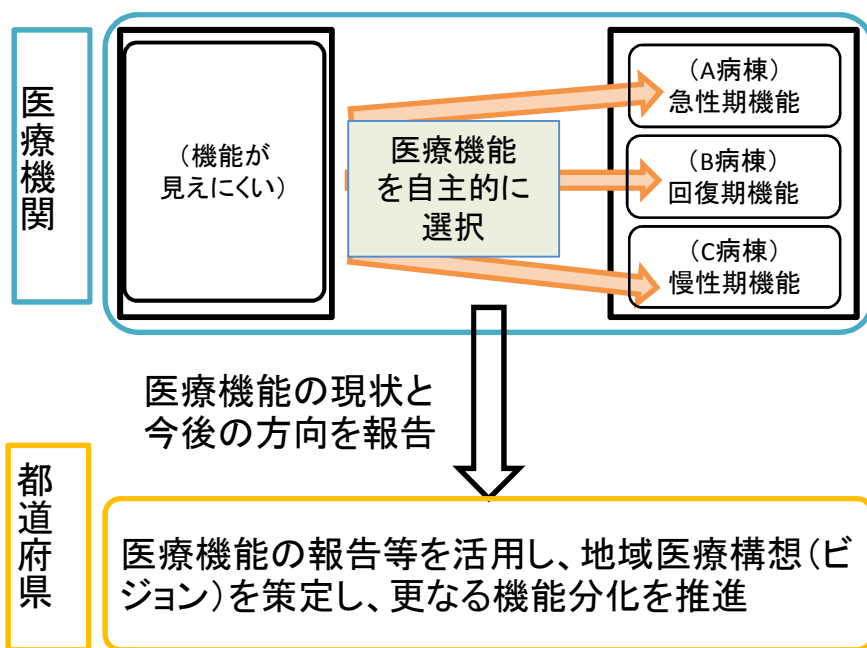 医療機関
（機能が
見えにくい）
医療機能
を自主的に
選択
（A病棟）
急性期機能
（B病棟）
回復期機能
（C病棟）
慢性期機能
医療機能の現状と
今後の方向を報告
都道府県
医療機能の報告等を活用し、地域医療構想（ビ
ジョン）を策定し、更なる機能分化を推進